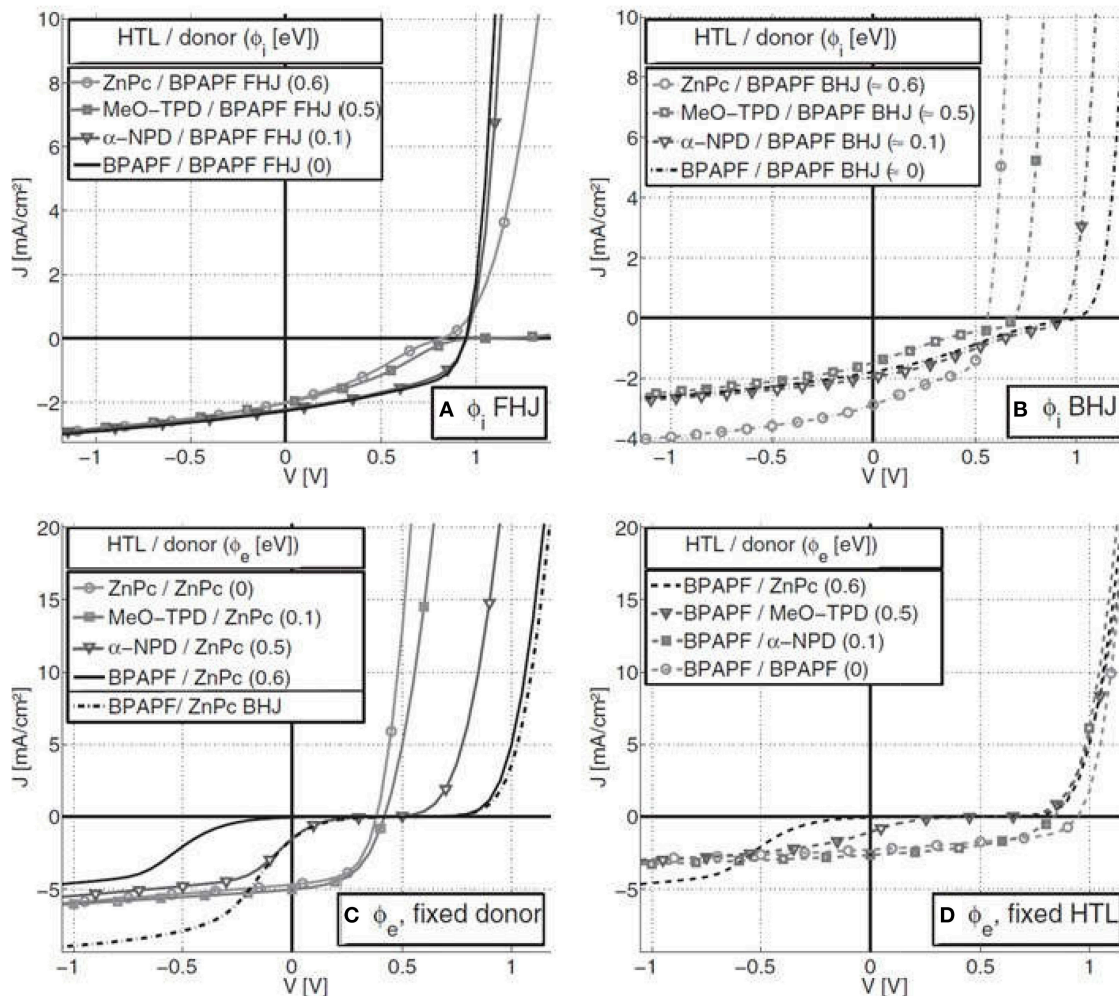 HTL / donor (ϕi [eV])
ZnPc / BPAPF FHJ (0.6)
MeO−TPD / BPAPF FHJ (0.5)
α−NPD / BPAPF FHJ (0.1)
BPAPF / BPAPF FHJ (0)
J [mA/cm²]
10
8
6
4
2
0
−2
−1
−0.5
0
0.5
1
V [V]
A ϕi FHJ
HTL / donor (ϕi [eV])
ZnPc / BPAPF BHJ (≈ 0.6)
MeO−TPD / BPAPF BHJ (≈ 0.5)
α−NPD / BPAPF BHJ (≈ 0.1)
BPAPF / BPAPF BHJ (≈ 0)
J [mA/cm²]
10
8
6
4
2
0
−2
−4
−1
−0.5
0
0.5
1
V [V]
B ϕi BHJ
HTL / donor (ϕe [eV])
ZnPc / ZnPc (0)
MeO−TPD / ZnPc (0.1)
α−NPD / ZnPc (0.5)
BPAPF / ZnPc (0.6)
BPAPF/ ZnPc BHJ
J [mA/cm²]
20
15
10
5
0
−5
−1
−0.5
0
0.5
1
V [V]
C ϕe, fixed donor
HTL / donor (ϕe [eV])
BPAPF / ZnPc (0.6)
BPAPF / MeO−TPD (0.5)
BPAPF / α−NPD (0.1)
BPAPF / BPAPF (0)
J [mA/cm²]
20
15
10
5
0
−5
−1
−0.5
0
0.5
1
V [V]
D ϕe, fixed HTL